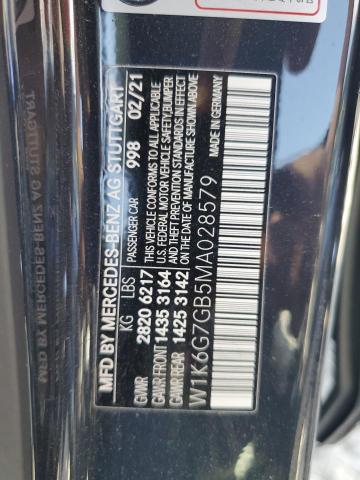 MFD BY MERCEDES-BENZ AG STUTTGART
PASSENGER CAR 998 02/21
KG LBS
GVWR 2820 6217
GAWR FRONT 1435 3164
GAWR REAR 1425 3142
THIS VEHICLE CONFORMS TO ALL APPLICABLE
U.S. FEDERAL MOTOR VEHICLE SAFETY, BUMPER
AND THEFT PREVENTION STANDARDS IN EFFECT
ON THE DATE OF MANUFACTURE SHOWN ABOVE
W1K6G7GB5MA028579
MADE IN GERMANY